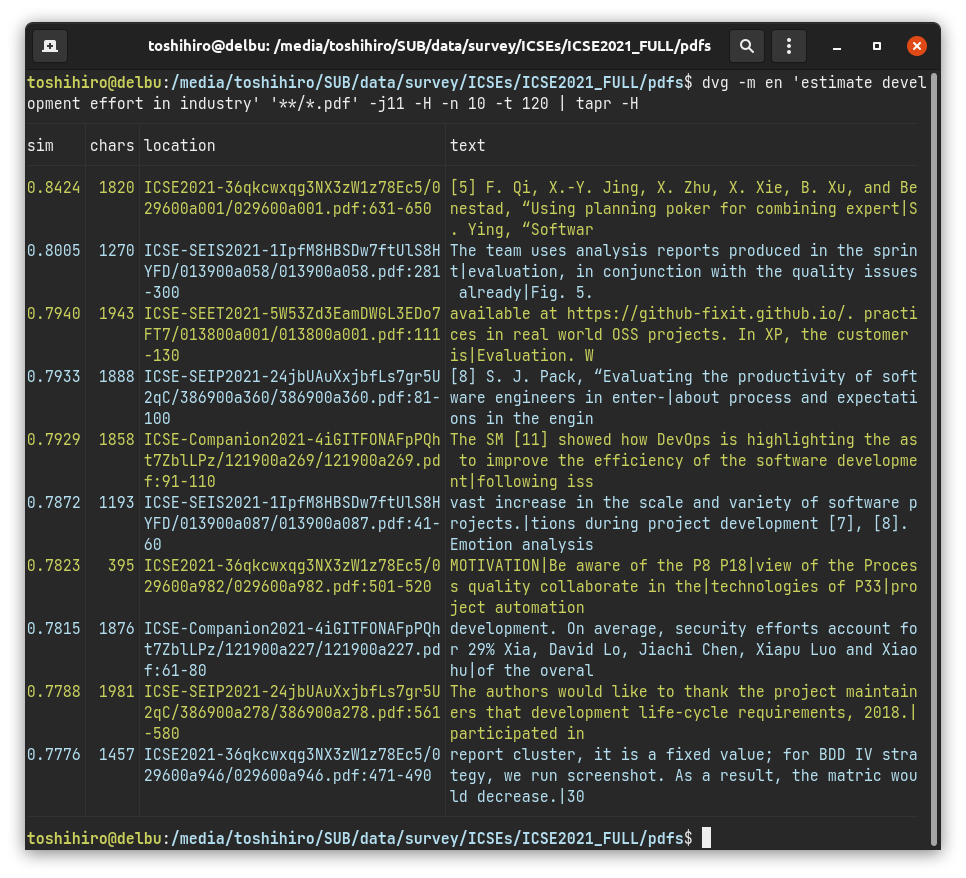 toshihiro@delbu: /media/toshihiro/SUB/data/survey/ICSEs/ICSE2021_FULL/pdfs
toshihiro@delbu:/media/toshihiro/SUB/data/survey/ICSEs/ICSE2021_FULL/pdfs$ dvg -m en 'estimate devel
opment effort in industry' '**/*.pdf' -j11 -H -n 10 -t 120 | tapr -H
sim chars location text
0.8424 1820 ICSE2021-36qkcwxqg3NX3zW1z78Ec5/0 [5] F. Qi, X.-Y. Jing, X. Zhu, X. Xie, B. Xu, and Be
29600a001/029600a001.pdf:631-650 nestad, “Using planning poker for combining expert|S
. Ying, “Softwar
0.8005 1270 ICSE-SEIS2021-1IpfM8HBSDw7ftUlS8H The team uses analysis reports produced in the sprin
YFD/013900a058/013900a058.pdf:281 t|evaluation, in conjunction with the quality issues
-300 already|Fig. 5.
0.7940 1943 ICSE-SEET2021-5W53Zd3EamDWGL3EDo7 available at https://github-fixit.github.io/. practi
FT7/013800a001/013800a001.pdf:111 ces in real world OSS projects. In XP, the customer
-130 is|Evaluation. W
0.7933 1888 ICSE-SEIP2021-24jbUAuXxjbfLs7gr5U [8] S. J. Pack, “Evaluating the productivity of soft
2qC/386900a360/386900a360.pdf:81- ware engineers in enter-|about process and expectati
100 ons in the engin
0.7929 1858 ICSE-Companion2021-4iGITFONAFpPQh The SM [11] showed how DevOps is highlighting the as
t7ZblLPz/121900a269/121900a269.pd to improve the efficiency of the software developme
f:91-110 nt|following iss
0.7872 1193 ICSE-SEIS2021-1IpfM8HBSDw7ftUlS8H vast increase in the scale and variety of software p
YFD/013900a087/013900a087.pdf:41- rojects.|tions during project development [7], [8].
60 Emotion analysis
0.7823 395 ICSE2021-36qkcwxqg3NX3zW1z78Ec5/0 MOTIVATION|Be aware of the P8 P18|view of the Proces
29600a982/029600a982.pdf:501-520 s quality collaborate in the|technologies of P33|pro
ject automation
0.7815 1876 ICSE-Companion2021-4iGITFONAFpPQh development. On average, security efforts account fo
t7ZblLPz/121900a227/121900a227.pd r 29% Xia, David Lo, Jiachi Chen, Xiapu Luo and Xiao
f:61-80 hu|of the overal
0.7788 1981 ICSE-SEIP2021-24jbUAuXxjbfLs7gr5U The authors would like to thank the project maintain
2qC/386900a278/386900a278.pdf:561 ers that development life-cycle requirements, 2018.|
-580 participated in
0.7776 1457 ICSE2021-36qkcwxqg3NX3zW1z78Ec5/0 report cluster, it is a fixed value; for BDD IV stra
29600a946/029600a946.pdf:471-490 tegy, we run screenshot. As a result, the matric wou
ld decrease.|30
toshihiro@delbu:/media/toshihiro/SUB/data/survey/ICSEs/ICSE2021_FULL/pdfs$